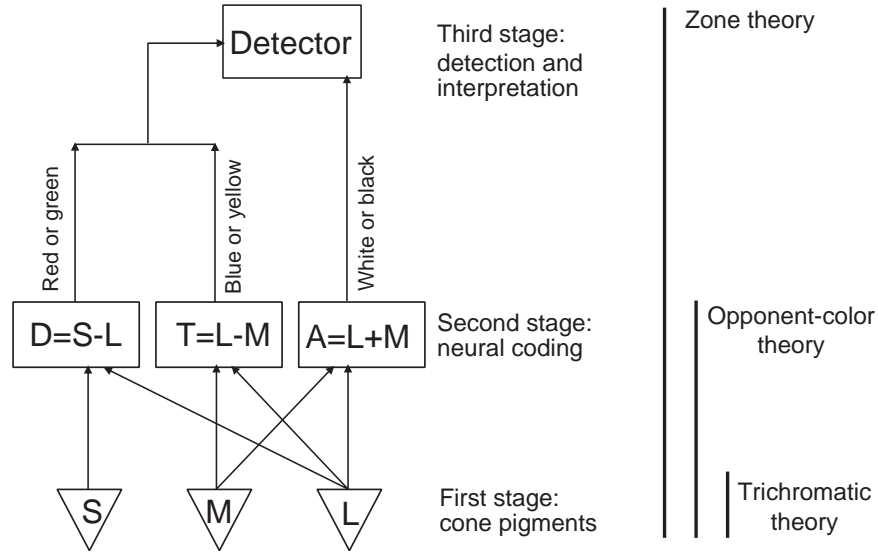 Detector
Third stage:
detection and
interpretation
Zone theory
Red or green
Blue or yellow
White or black
D=S-L
T=L-M
A=L+M
Second stage:
neural coding
Opponent-color
theory
S
M
L
First stage:
cone pigments
Trichromatic
theory